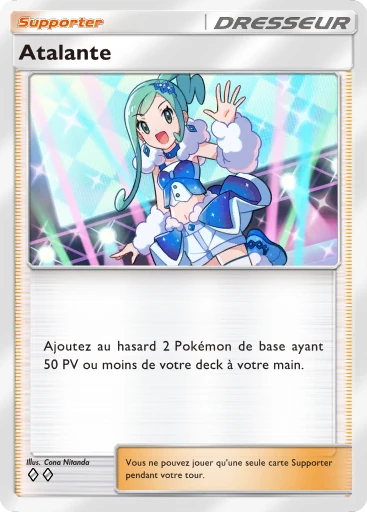 Supporter
DRESSEUR
Atalante
Ajoutez au hasard 2 Pokémon de base ayant
50 PV ou moins de votre deck à votre main.
Illus. Cona Nitanda
Vous ne pouvez jouer qu'une seule carte Supporter
pendant votre tour.